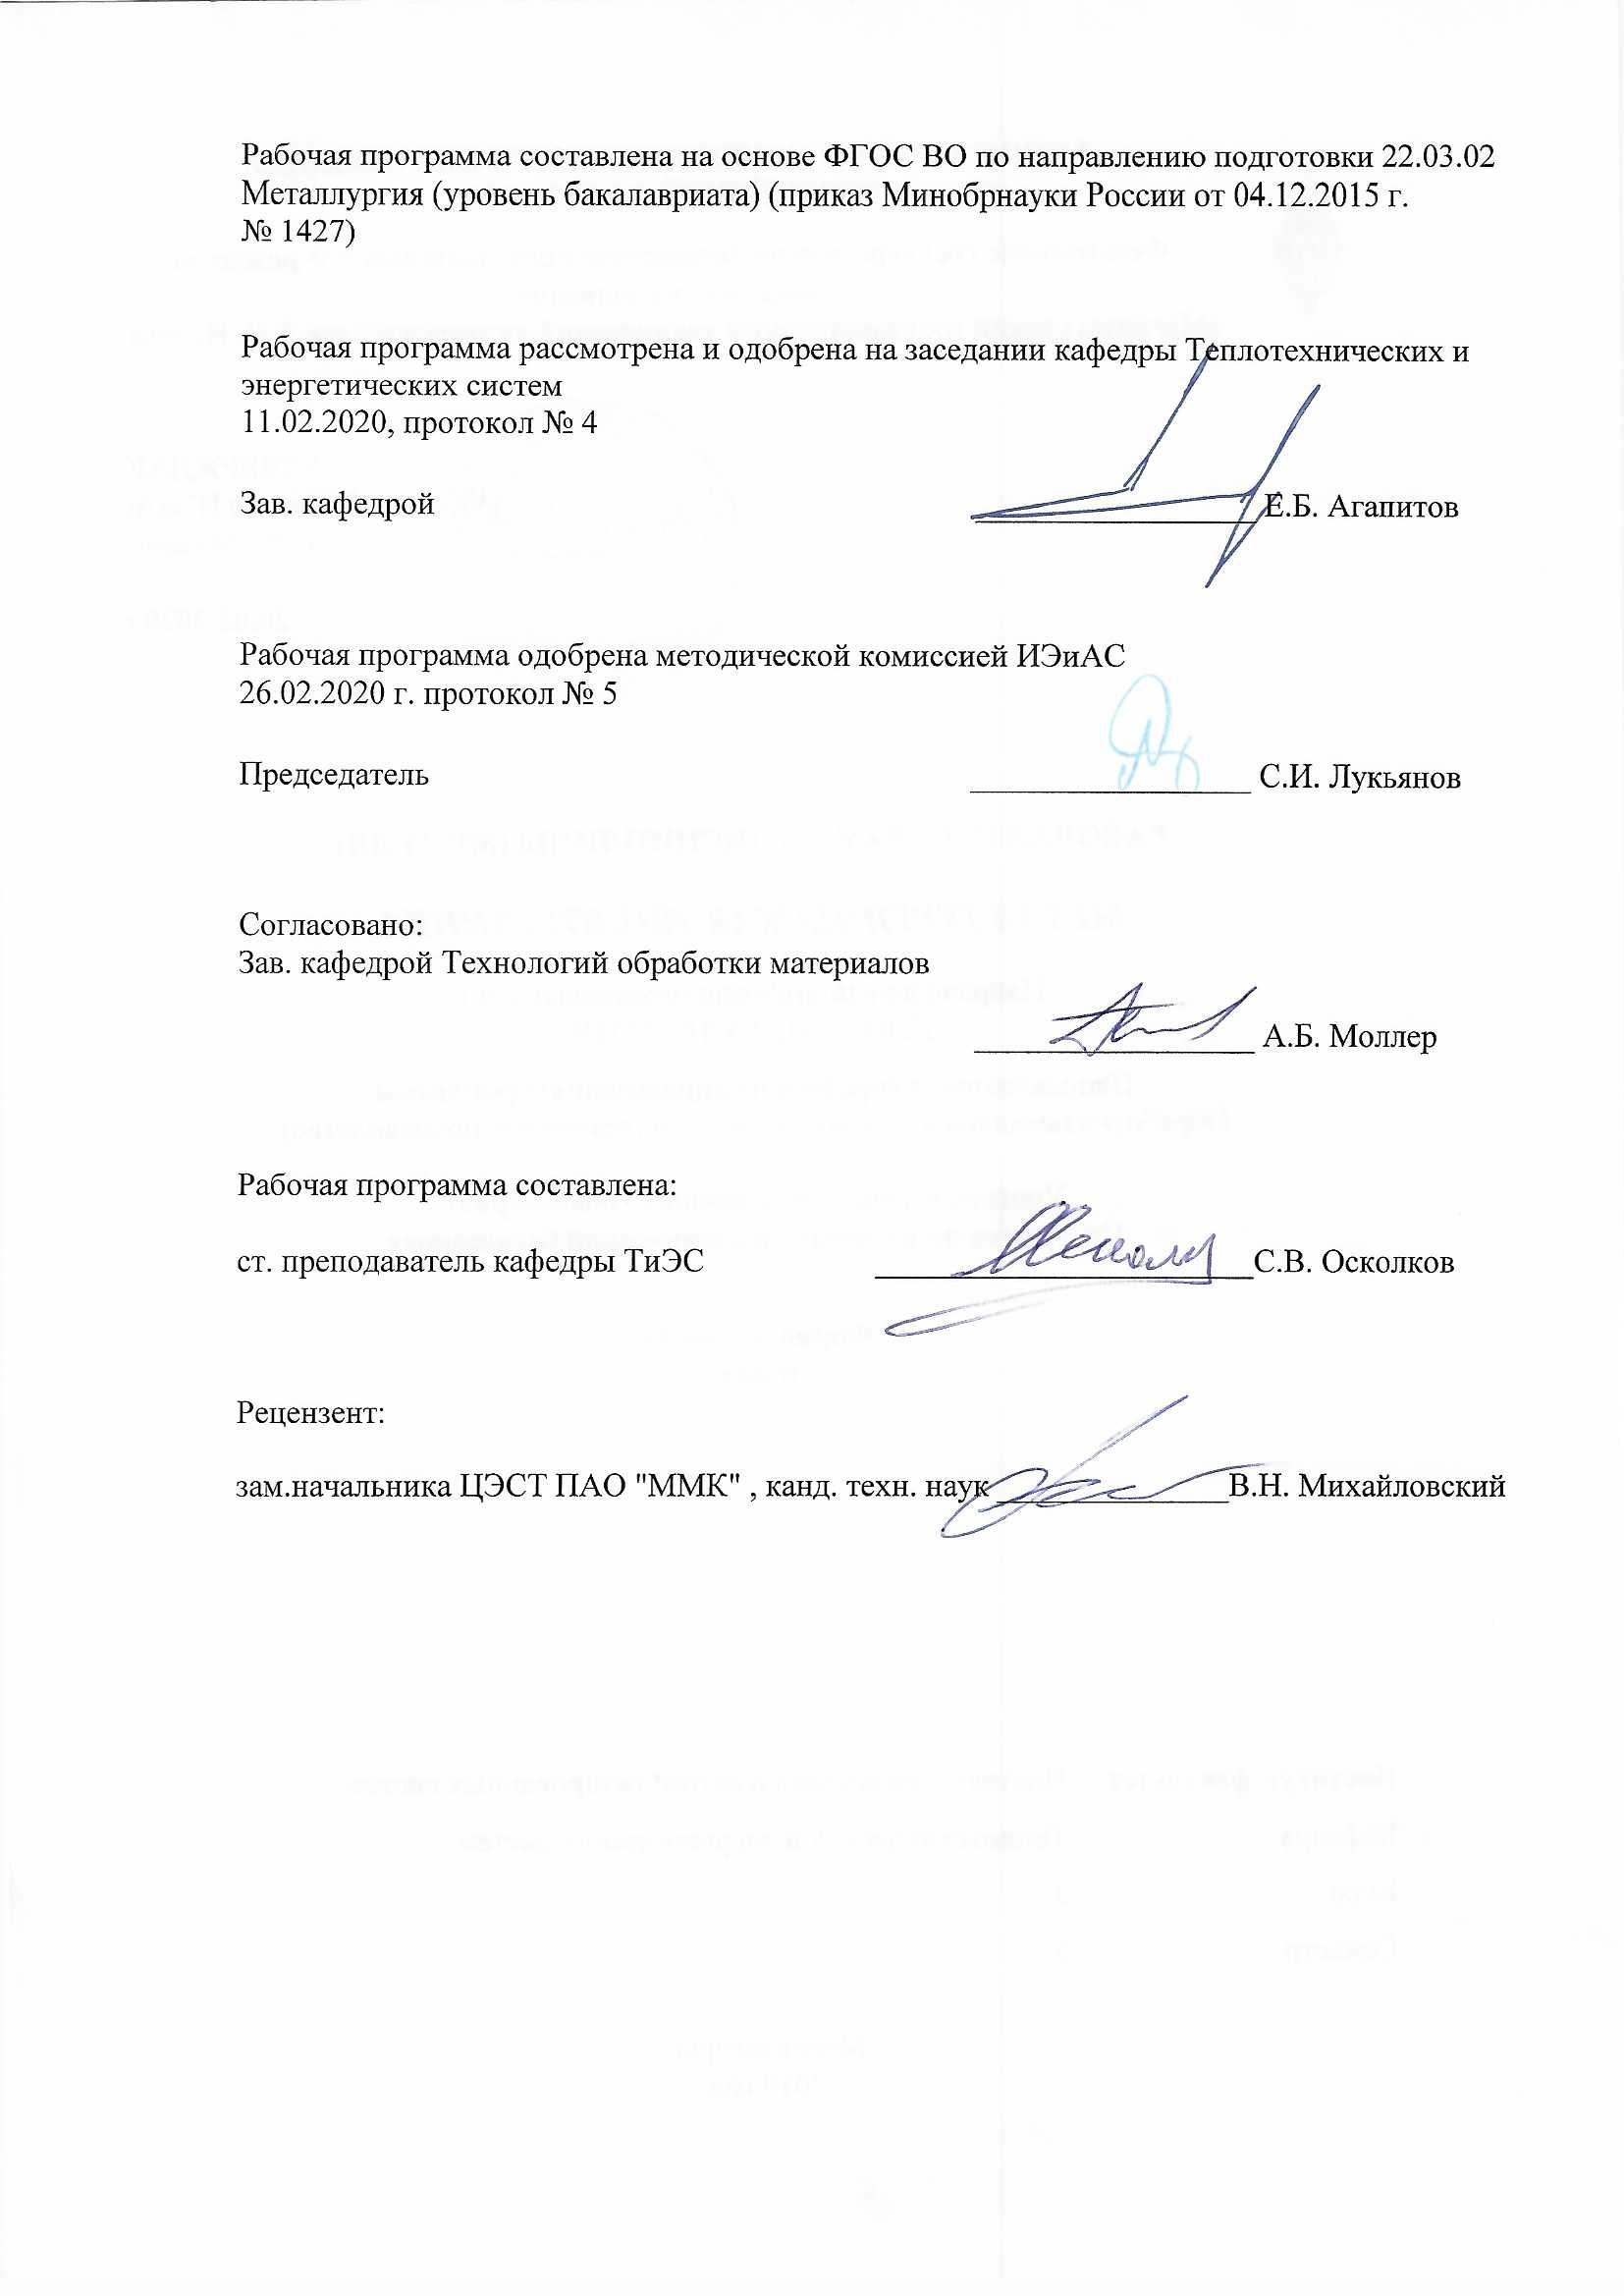 Рабочая программа составлена на основе ФГОС ВО по направлению подготовки 22.03.02
Металлургия (уровень бакалавриата) (приказ Минобрнауки России от 04.12.2015 г.
№ 1427)
Рабочая программа рассмотрена и одобрена на заседании кафедры Теплотехнических и
энергетических систем
11.02.2020, протокол № 4
Зав. кафедрой Е.Б. Агапитов
Рабочая программа одобрена методической комиссией ИЭиАС
26.02.2020 г. протокол № 5
Председатель С.И. Лукьянов
Согласовано:
Зав. кафедрой Технологий обработки материалов
А.Б. Моллер
Рабочая программа составлена:
ст. преподаватель кафедры ТиЭС С.В. Осколков
Рецензент:
зам.начальника ЦЭСТ ПАО "ММК" , канд. техн. наук В.Н. Михайловский